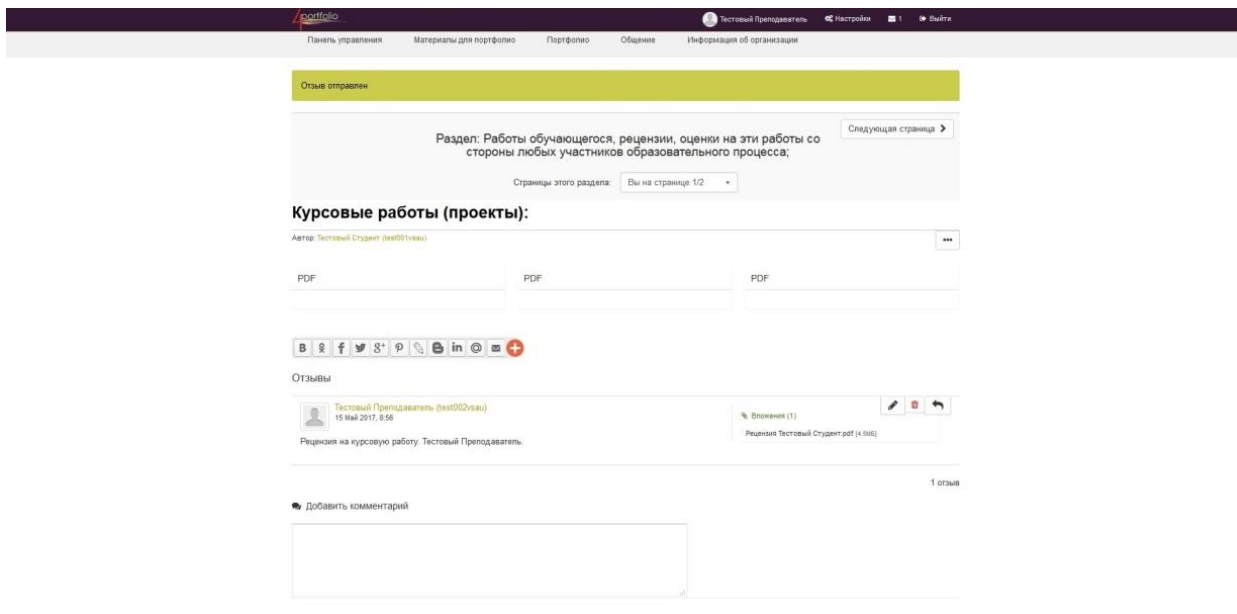 4portfolio
Тестовый Преподаватель Настройки 1 Выйти
Панель управления Материалы для портфолио Портфолио Общение Информация об организации
Отзыв отправлен
Следующая страница
Раздел: Работы обучающегося, рецензии, оценки на эти работы со
стороны любых участников образовательного процесса;
Страницы этого раздела: Вы на странице 1/2
Курсовые работы (проекты):
Автор: Тестовый Студент (test001vsau)
PDF PDF PDF
Отзывы
Тестовый Преподаватель (test002vsau)
15 Май 2017, 8:56
Вложения (1)
Рецензия Тестовый Студент.pdf [4,5МБ]
Рецензия на курсовую работу. Тестовый Преподаватель.
1 отзыв
Добавить комментарий